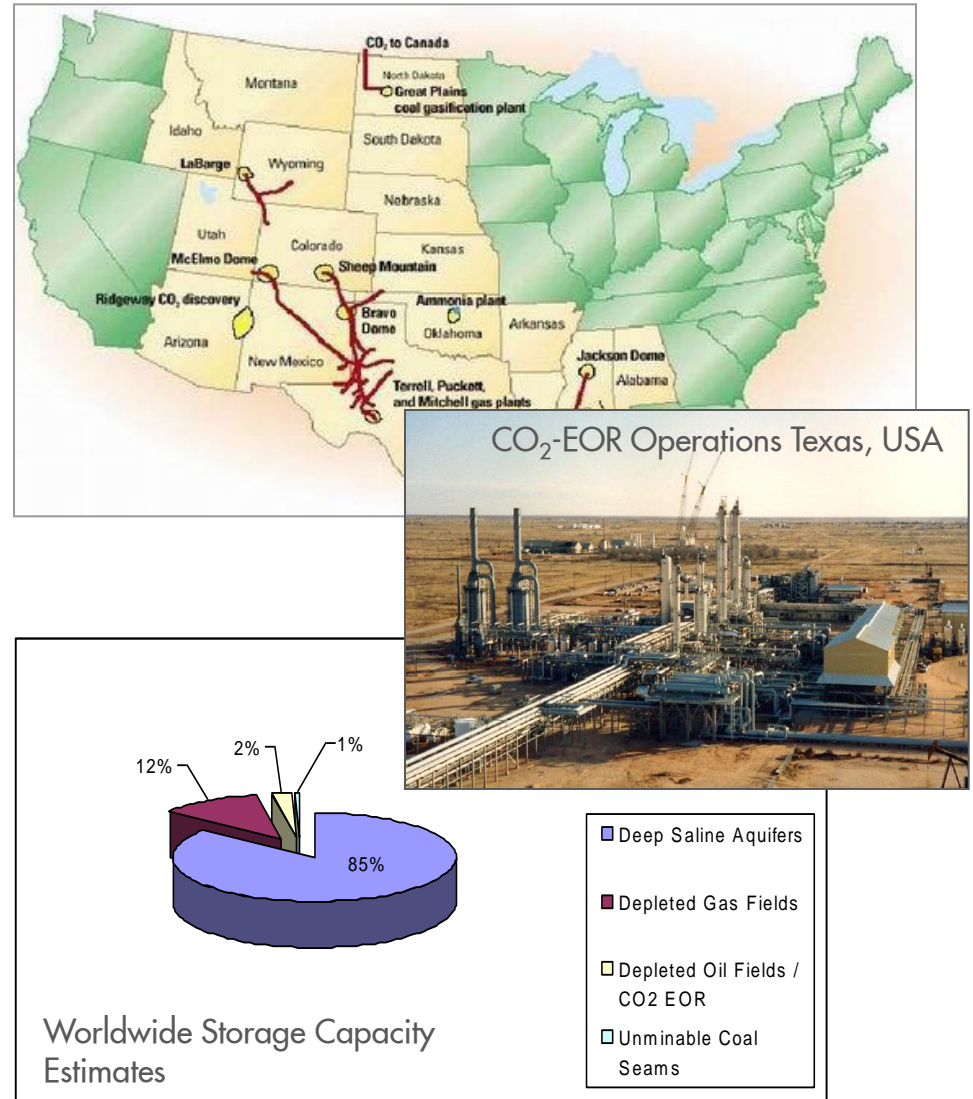 CO₂ to Canada
North Dakota
Great Plains
coal gasification plant
Montana
Idaho
South Dakota
LaBarge
Wyoming
Nebraska
Utah
Colorado
Kansas
McElmo Dome
Sheep Mountain
Ridgeway CO₂ discovery
Bravo
Dome
Ammonia plant
Oklahoma
Arkansas
Arizona
New Mexico
Jackson Dome
Alabama
Terrell, Puckett,
and Mitchell gas plants
Texas
CO₂-EOR Operations Texas, USA
2%
1%
12%
85%
Deep Saline Aquifers
Depleted Gas Fields
Depleted Oil Fields /
CO2 EOR
Unminable Coal
Seams
Worldwide Storage Capacity
Estimates